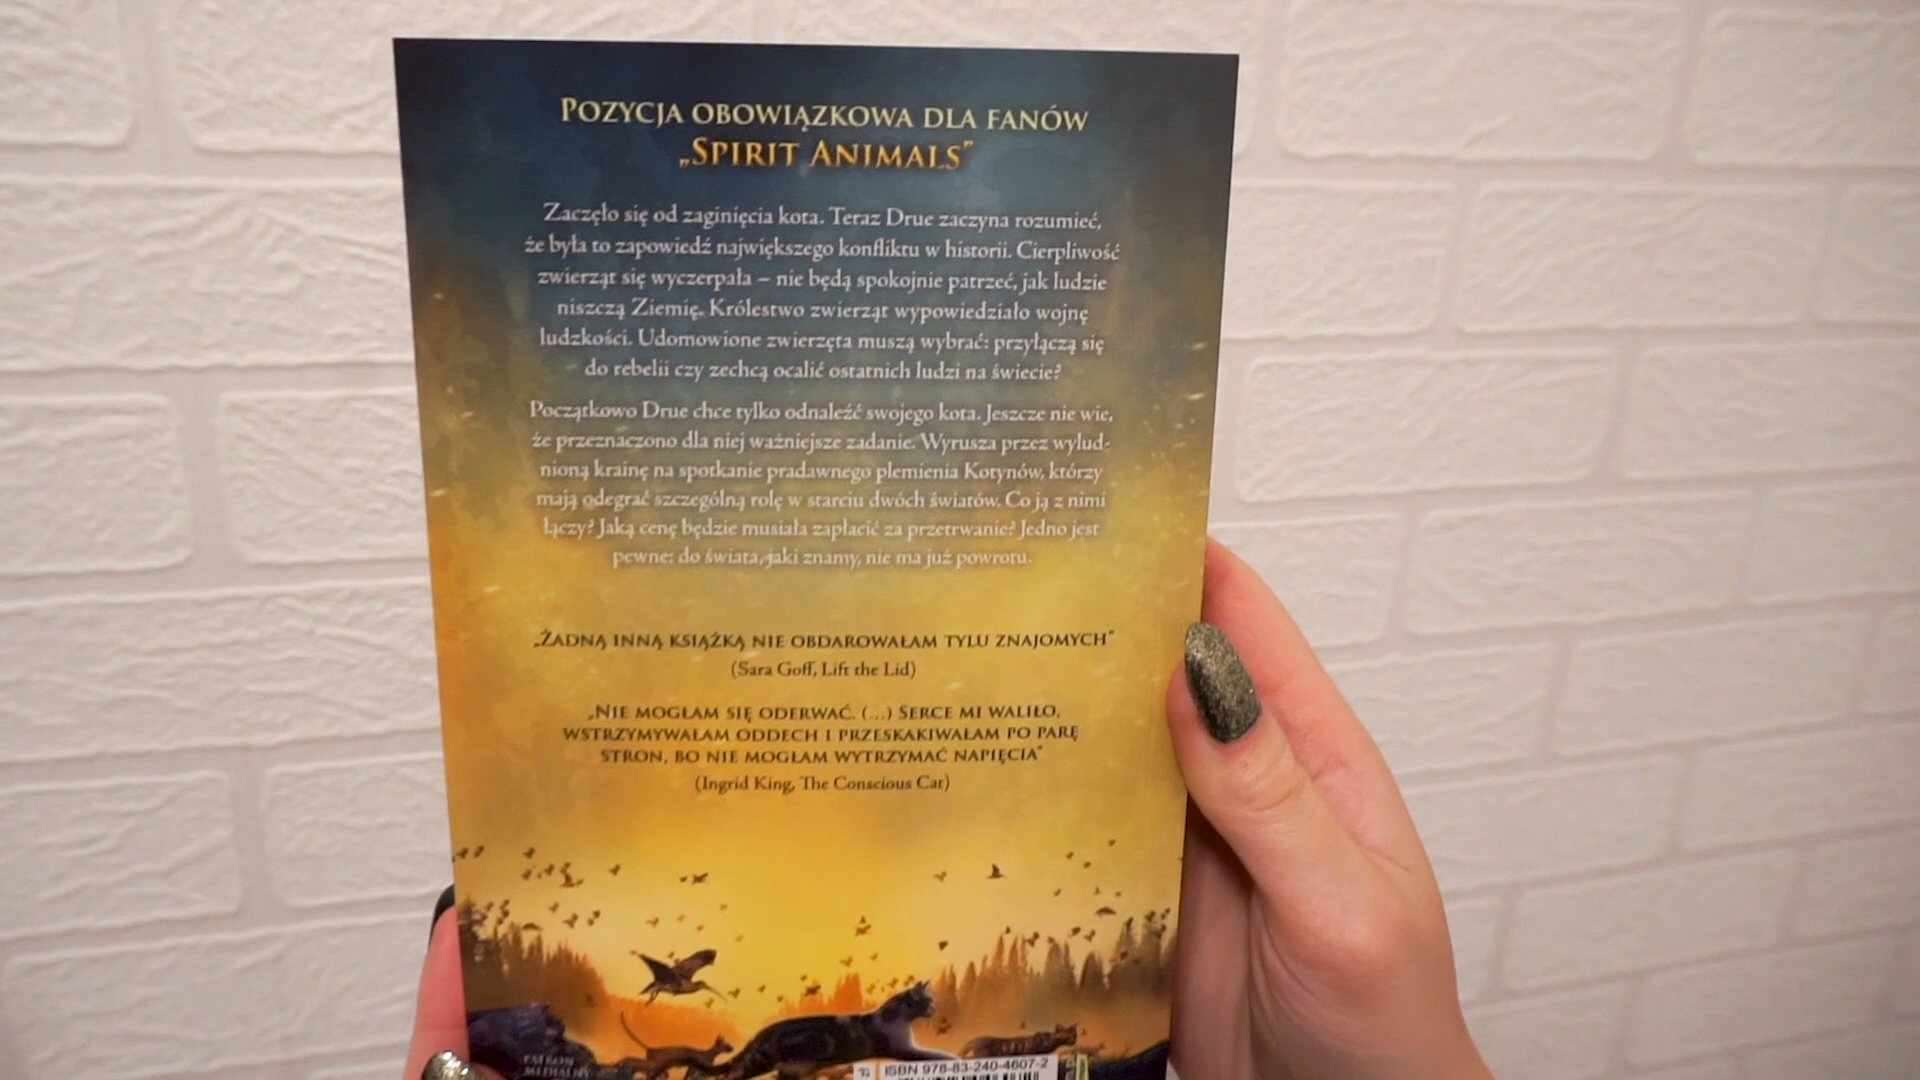 POZYCJA OBOWIĄZKOWA DLA FANÓW
„SPIRIT ANIMALS”
Zaczęło się od zaginięcia kota. Teraz Drue zaczyna rozumieć,
że była to zapowiedź największego konfliktu w historii. Cierpliwość
zwierząt się wyczerpała – nie będą spokojnie patrzeć, jak ludzie
niszczą Ziemię. Królestwo zwierząt wypowiedziało wojnę
ludzkości. Udomowione zwierzęta muszą wybrać: przyłączą się
do rebelii czy zechcą ocalić ostatnich ludzi na świecie?
Początkowo Drue chce tylko odnaleźć swojego kota. Jeszcze nie wie,
że przeznaczono dla niej ważniejsze zadanie. Wyrusza przez wylud-
nioną krainę na spotkanie pradawnego plemienia Kotynów, którzy
mają odegrać szczególną rolę w starciu dwóch światów. Co ją z nimi
łączy? Jaką cenę będzie musiała zapłacić za przetrwanie? Jedno jest
pewne: do świata, jaki znamy, nie ma już powrotu.
„ŻADNĄ INNĄ KSIĄŻKĄ NIE OBDAROWAŁAM TYLU ZNAJOMYCH”
(Sara Goff, Lift the Lid)
„NIE MOGŁAM SIĘ ODERWAĆ. (...) SERCE MI WALIŁO,
WSTRZYMYWAŁAM ODDECH I PRZESKAKIWAŁAM PO PARĘ
STRON, BO NIE MOGŁAM WYTRZYMAĆ NAPIĘCIA”
(Ingrid King, The Conscious Cat)
PATRON
MEDIALNY
ISBN 978-83-240-4607-2